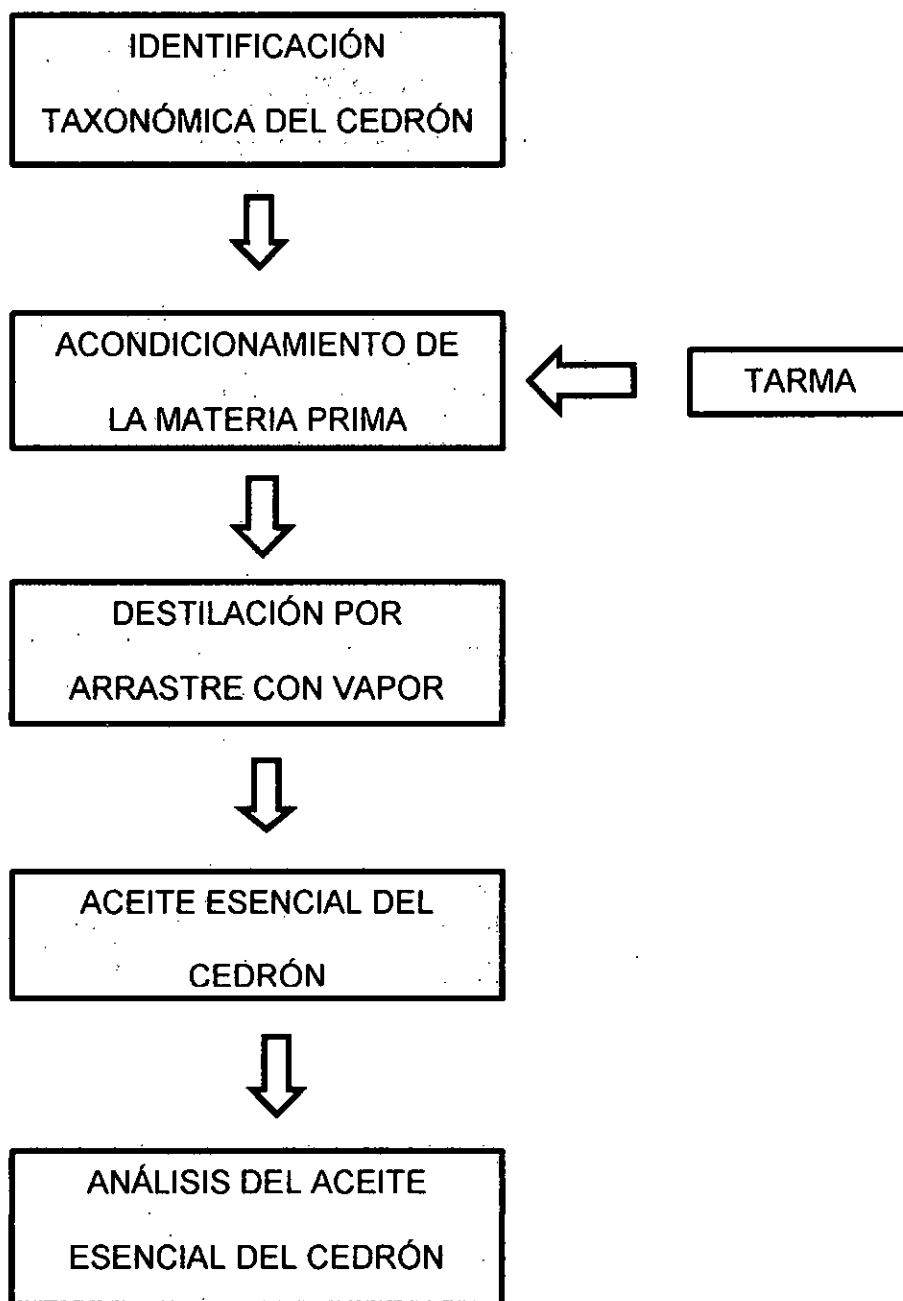 IDENTIFICACIÓN
TAXONÓMICA DEL CEDRÓN
ACONDICIONAMIENTO DE
LA MATERIA PRIMA
TARMA
DESTILACIÓN POR
ARRASTRE CON VAPOR
ACEITE ESENCIAL DEL
CEDRÓN
ANÁLISIS DEL ACEITE
ESENCIAL DEL CEDRÓN